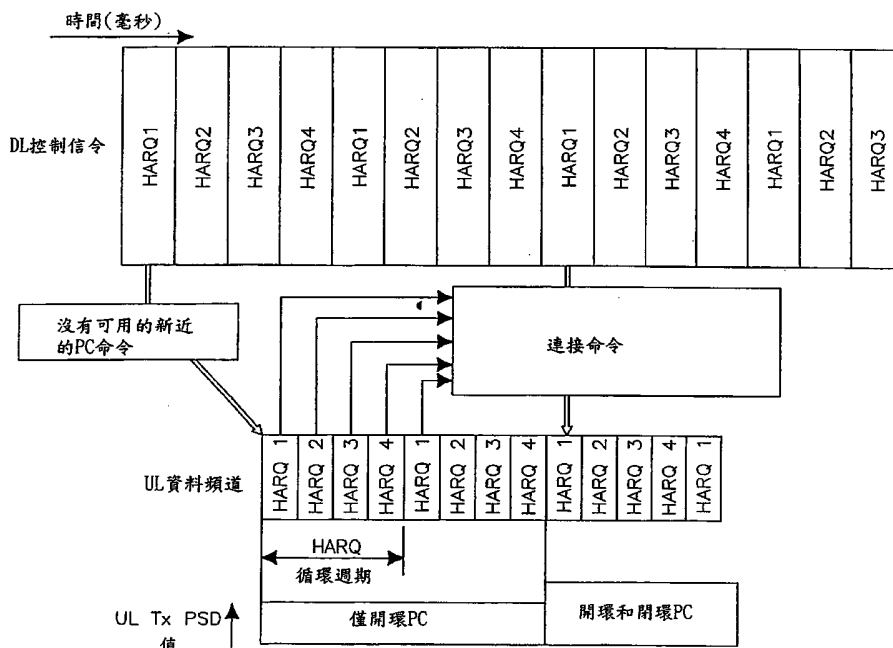 時間(毫秒)
DL控制信令
HARQ1
HARQ2
HARQ3
HARQ4
HARQ1
HARQ2
HARQ3
HARQ4
HARQ1
HARQ2
HARQ3
HARQ4
HARQ1
HARQ2
HARQ3
沒有可用的新近
的PC命令
連接命令
UL資料頻道
HARQ 1
HARQ 2
HARQ 3
HARQ 4
HARQ 1
HARQ 2
HARQ 3
HARQ 4
HARQ 1
HARQ 2
HARQ 3
HARQ 4
HARQ 1
HARQ
循環週期
僅開環PC
開環和閉環PC
UL Tx PSD
值